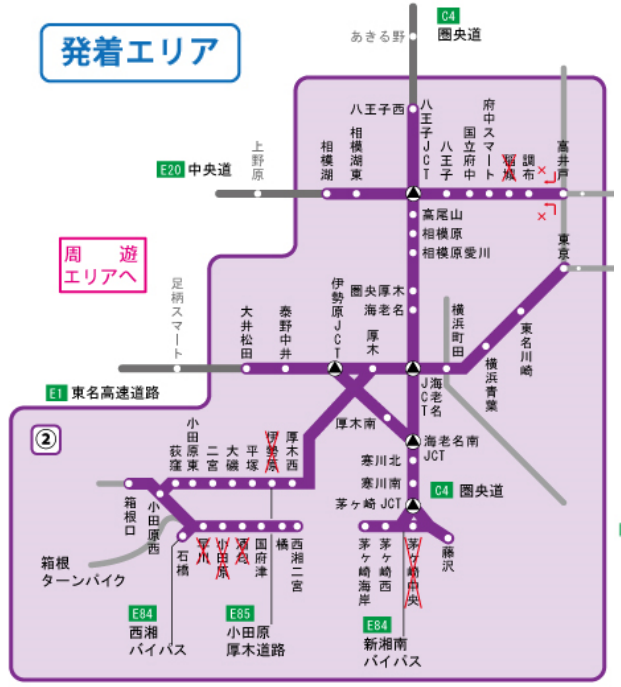 発着エリア
C4
圏央道
あきる野
八王子西
八王子JCT
八王子
国立府中
府中スマート
稲城
調布
高井戸
上野原
相模湖
相模湖東
E20 中央道
高尾山
相模原
相模原愛川
東京
周遊
エリアへ
足柄スマート
大井松田
秦野中井
伊勢原JCT
厚木
圏央厚木
海老名
横浜町田
横浜青葉
東名川崎
海老名JCT
E1 東名高速道路
厚木南
海老名南JCT
②
荻窪
小田原東
二宮
大磯
平塚
伊勢原
厚木西
寒川北
寒川南
茅ヶ崎 JCT
C4 圏央道
箱根口
小田原西
石橋
早川
小田原
酒匂
国府津
橘
西湘二宮
茅ヶ崎海岸
茅ヶ崎西
茅ヶ崎中央
藤沢
箱根
ターンバイク
E84
西湘
バイパス
E85
小田原
厚木道路
E84
新湘南
バイパス